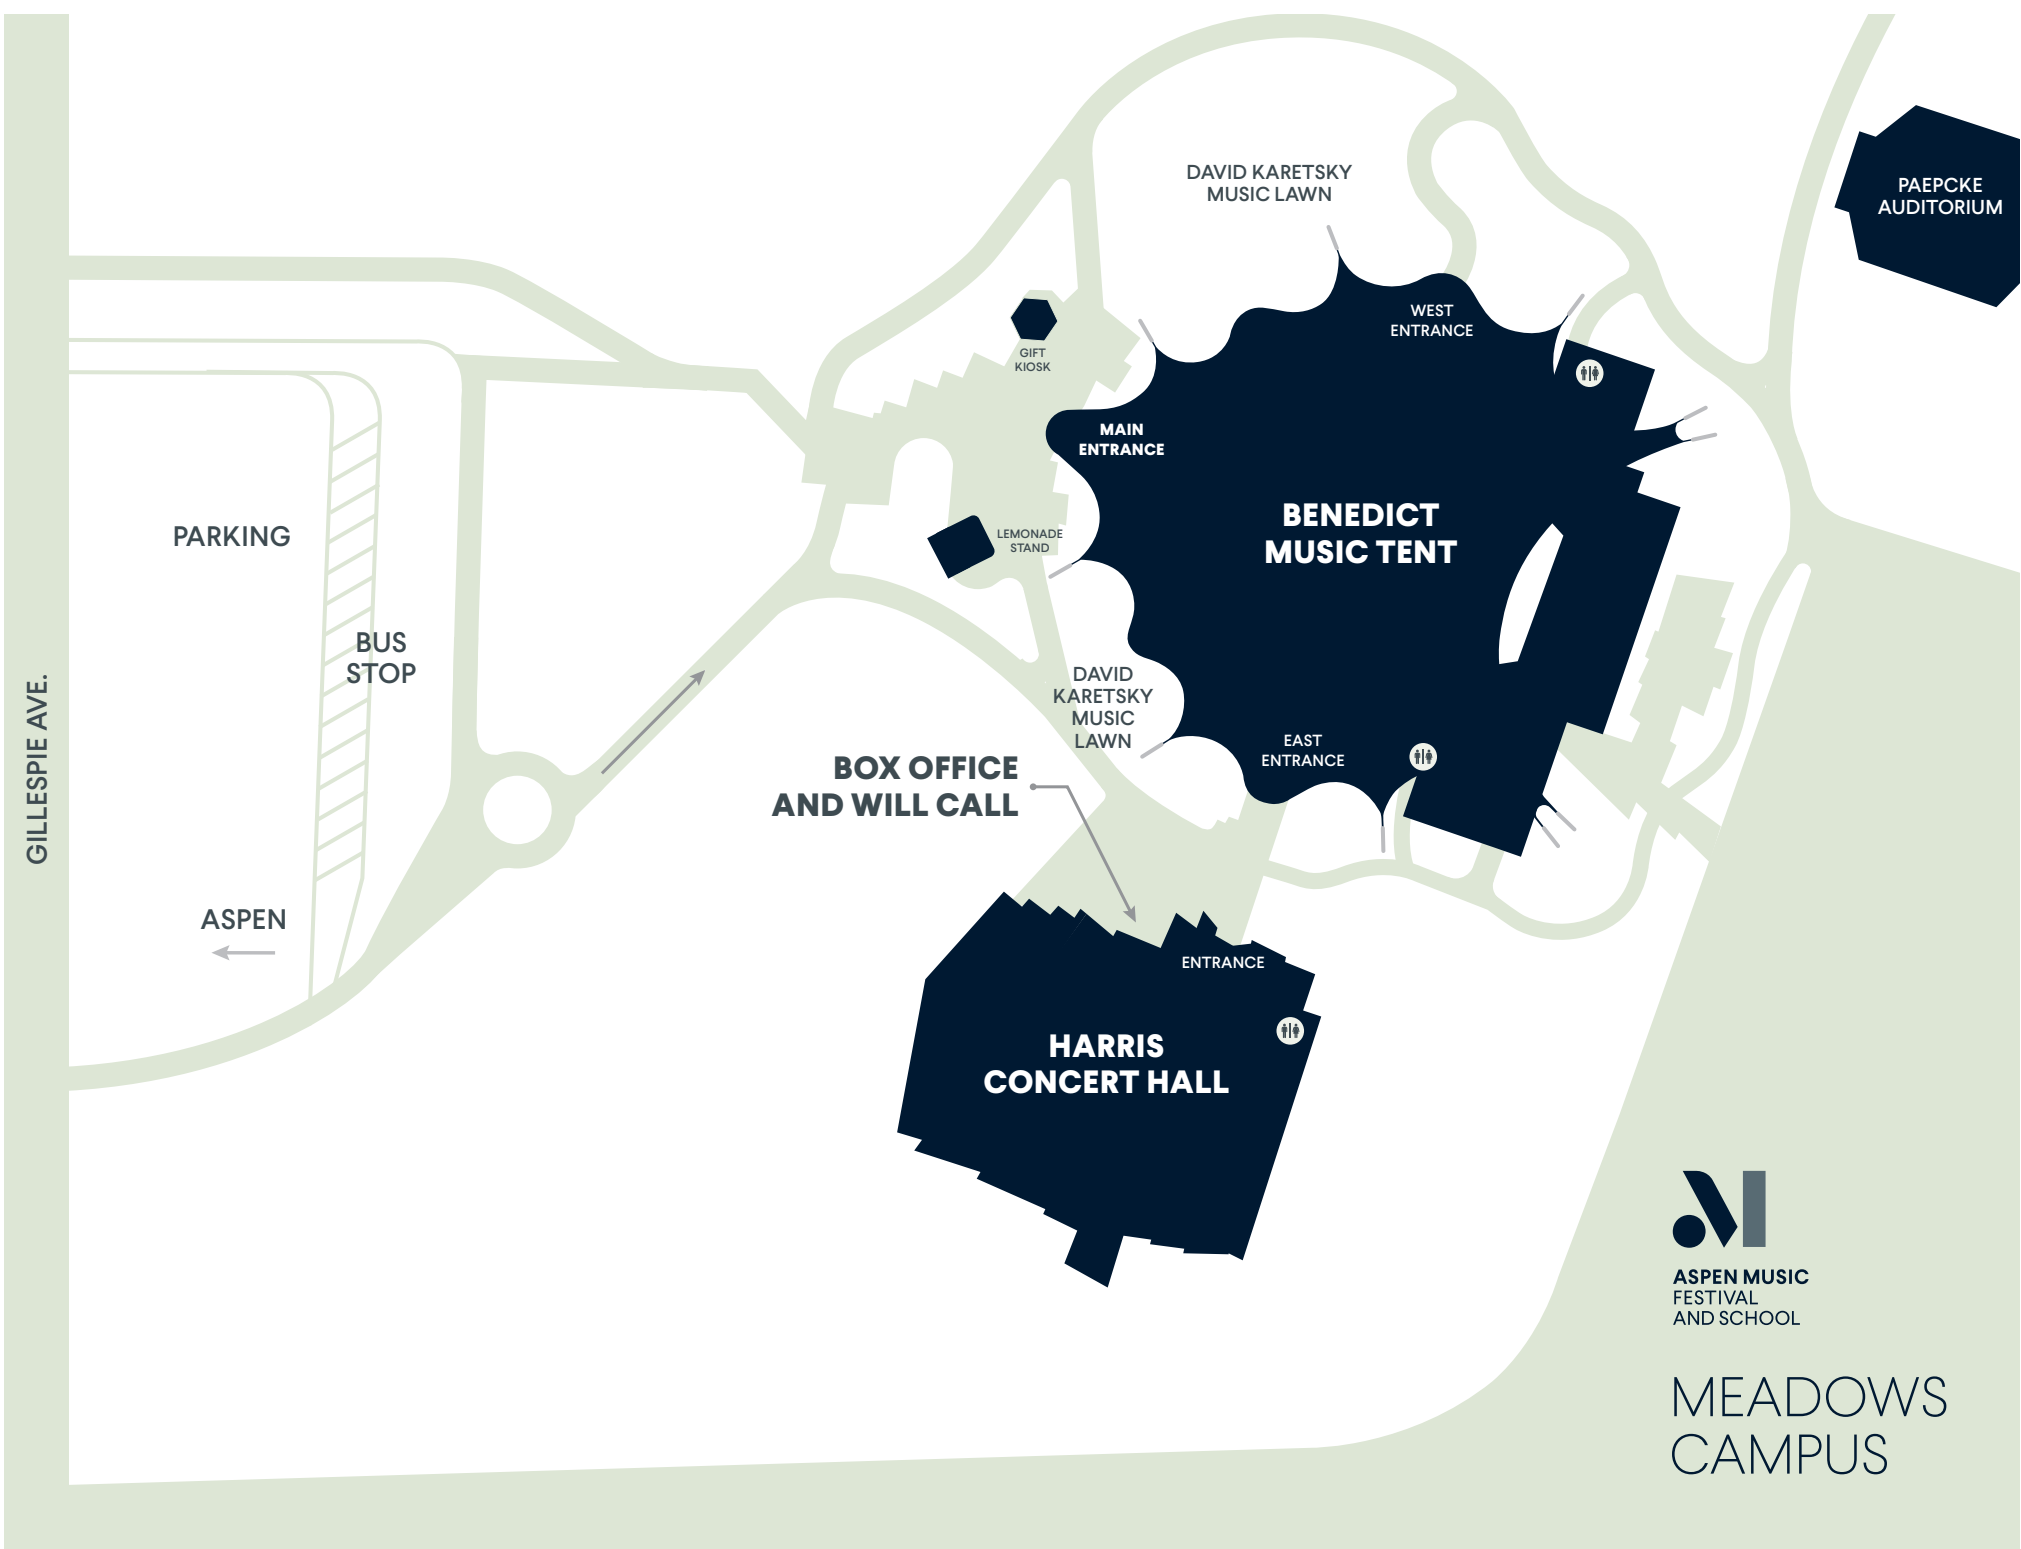 DAVID KARETSKY
MUSIC LAWN
PAEPCKE
AUDITORIUM
WEST
ENTRANCE
GIFT
KIOSK
MAIN
ENTRANCE
BENEDICT
MUSIC TENT
PARKING
LEMONADE
STAND
BUS
STOP
DAVID
KARETSKY
MUSIC
LAWN
GILLESPIE AVE.
EAST
ENTRANCE
BOX OFFICE
AND WILL CALL
ASPEN
ENTRANCE
HARRIS
CONCERT HALL
ASPEN MUSIC
FESTIVAL
AND SCHOOL
MEADOWS
CAMPUS